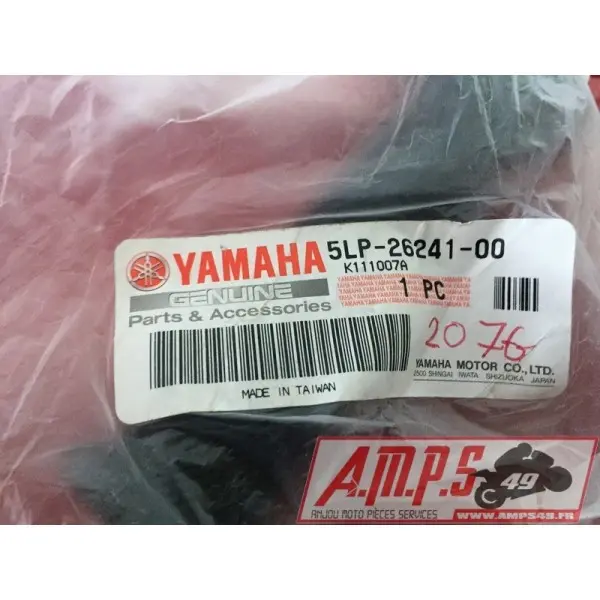 YAMAHA
5LP-26241-00
K111007A
GENUINE
1 PC
Parts & Accessories
2076
YAMAHA MOTOR CO., LTD.
2500 SHINGAI IWATA SHIZUOKA JAPAN
MADE IN TAIWAN
A.M.P.S
49
ANJOU MOTO PIÈCES SERVICES
WWW.AMPS49.FR